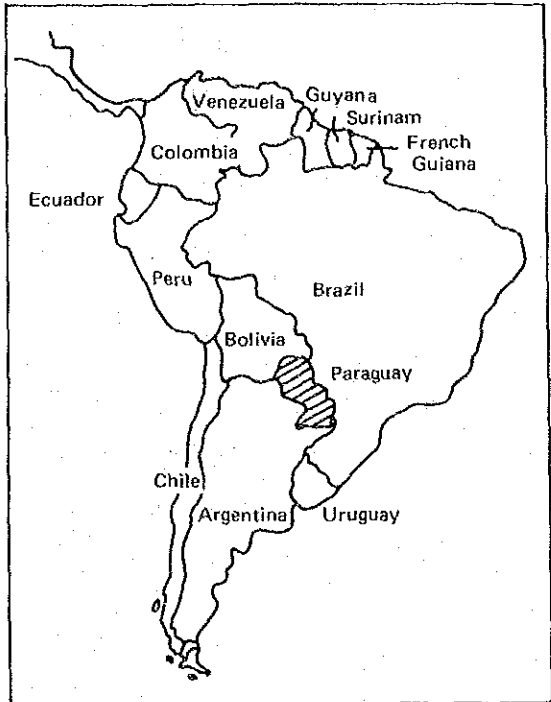 Venezuela
Guyana
Surinam
French
Guiana
Colombia
Ecuador
Peru
Brazil
Bolivia
Paraguay
Chile
Argentina
Uruguay